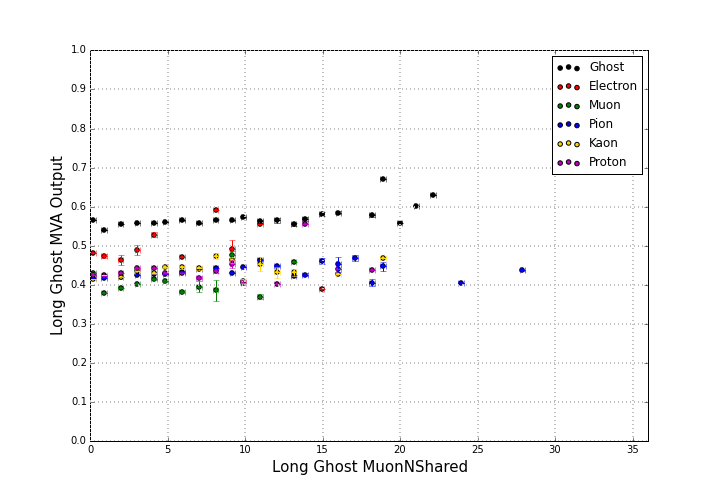 1.0
0.9
0.8
0.7
0.6
0.5
0.4
0.3
0.2
0.1
0.0
Long Ghost MVA Output
Ghost
Electron
Muon
Pion
Kaon
Proton
0 5 10 15 20 25 30 35
Long Ghost MuonNShared